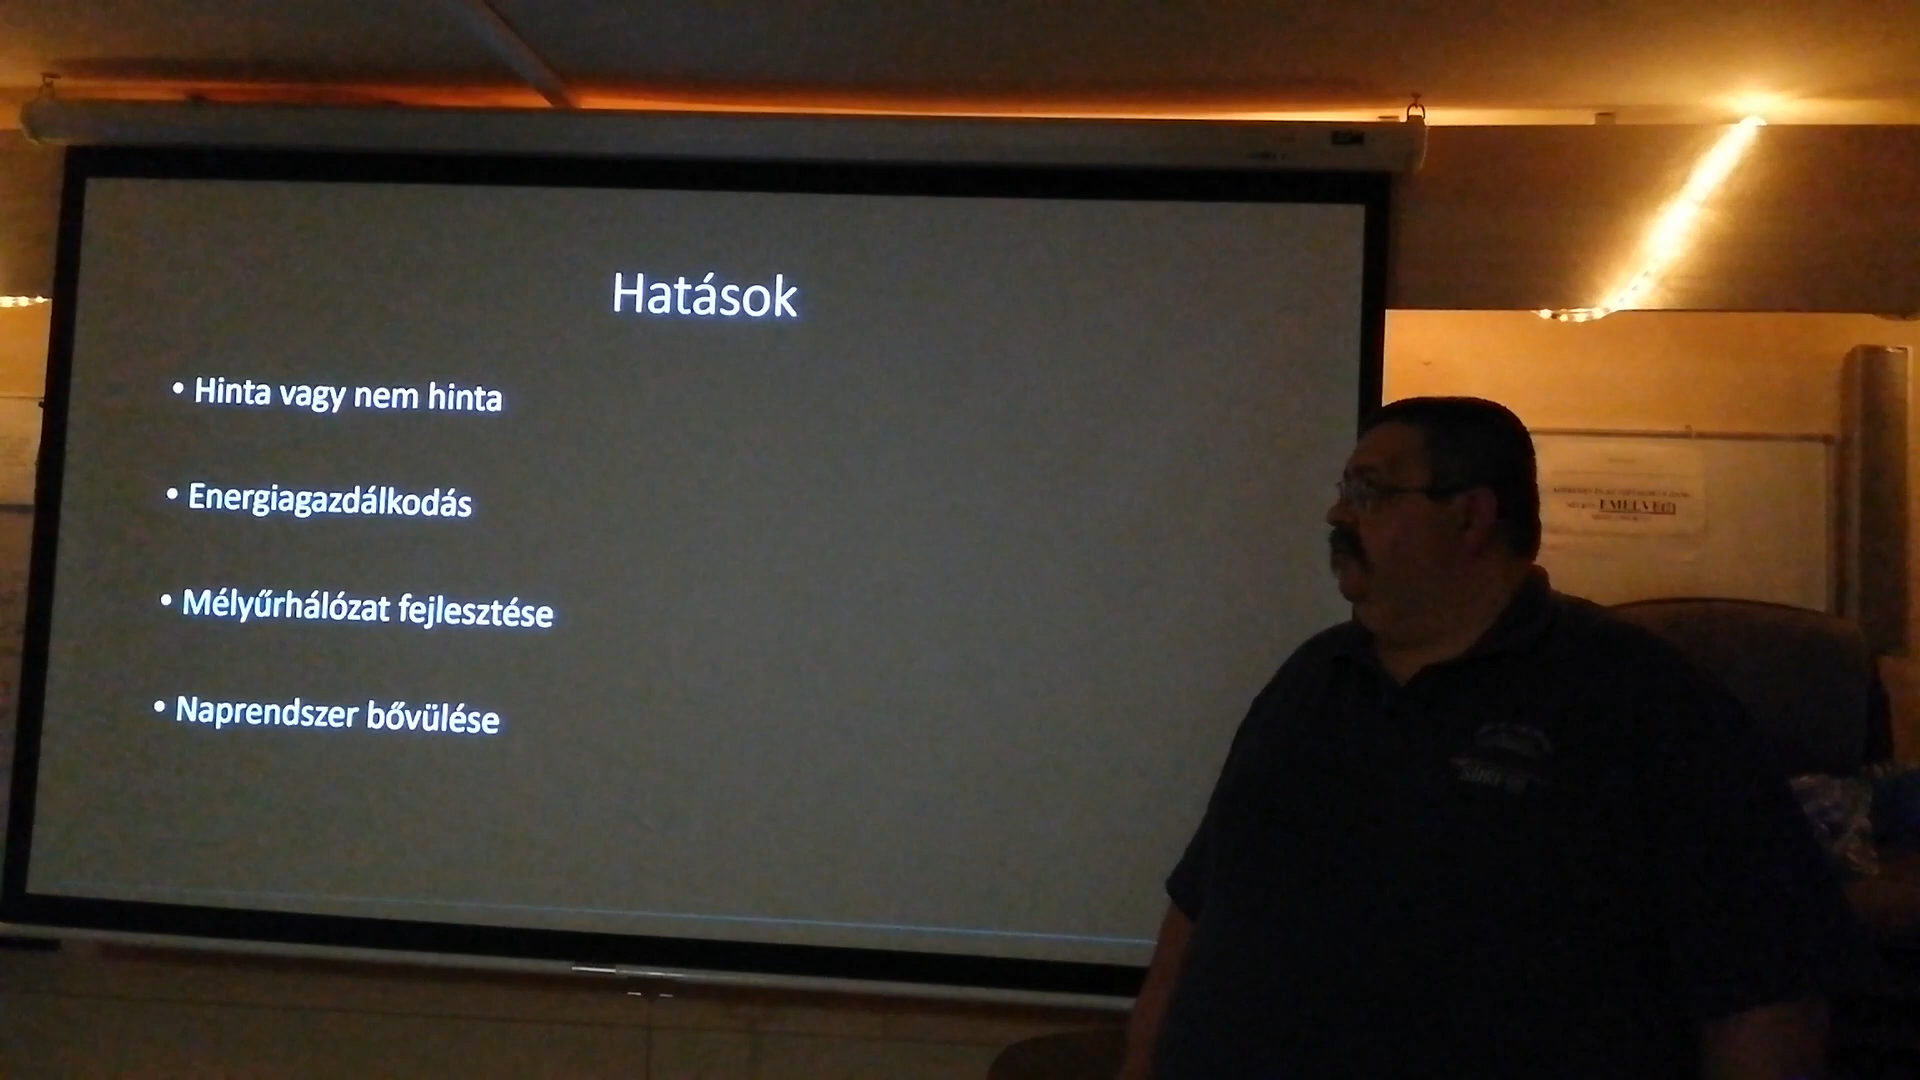 Hatások
• Hinta vagy nem hinta
• Energiagazdálkodás
• Mélyűrhálózat fejlesztése
• Naprendszer bővülése